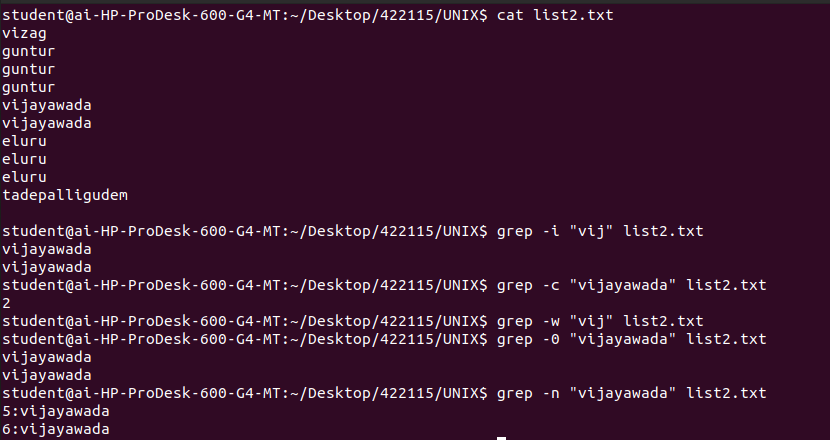 student@ai-HP-ProDesk-600-G4-MT:~/Desktop/422115/UNIX$ cat list2.txt
vizag
guntur
guntur
guntur
vijayawada
vijayawada
eluru
eluru
eluru
tadepalligudem

student@ai-HP-ProDesk-600-G4-MT:~/Desktop/422115/UNIX$ grep -i "vij" list2.txt
vijayawada
vijayawada
student@ai-HP-ProDesk-600-G4-MT:~/Desktop/422115/UNIX$ grep -c "vijayawada" list2.txt
2
student@ai-HP-ProDesk-600-G4-MT:~/Desktop/422115/UNIX$ grep -w "vij" list2.txt
student@ai-HP-ProDesk-600-G4-MT:~/Desktop/422115/UNIX$ grep -0 "vijayawada" list2.txt
vijayawada
vijayawada
student@ai-HP-ProDesk-600-G4-MT:~/Desktop/422115/UNIX$ grep -n "vijayawada" list2.txt
5:vijayawada
6:vijayawada